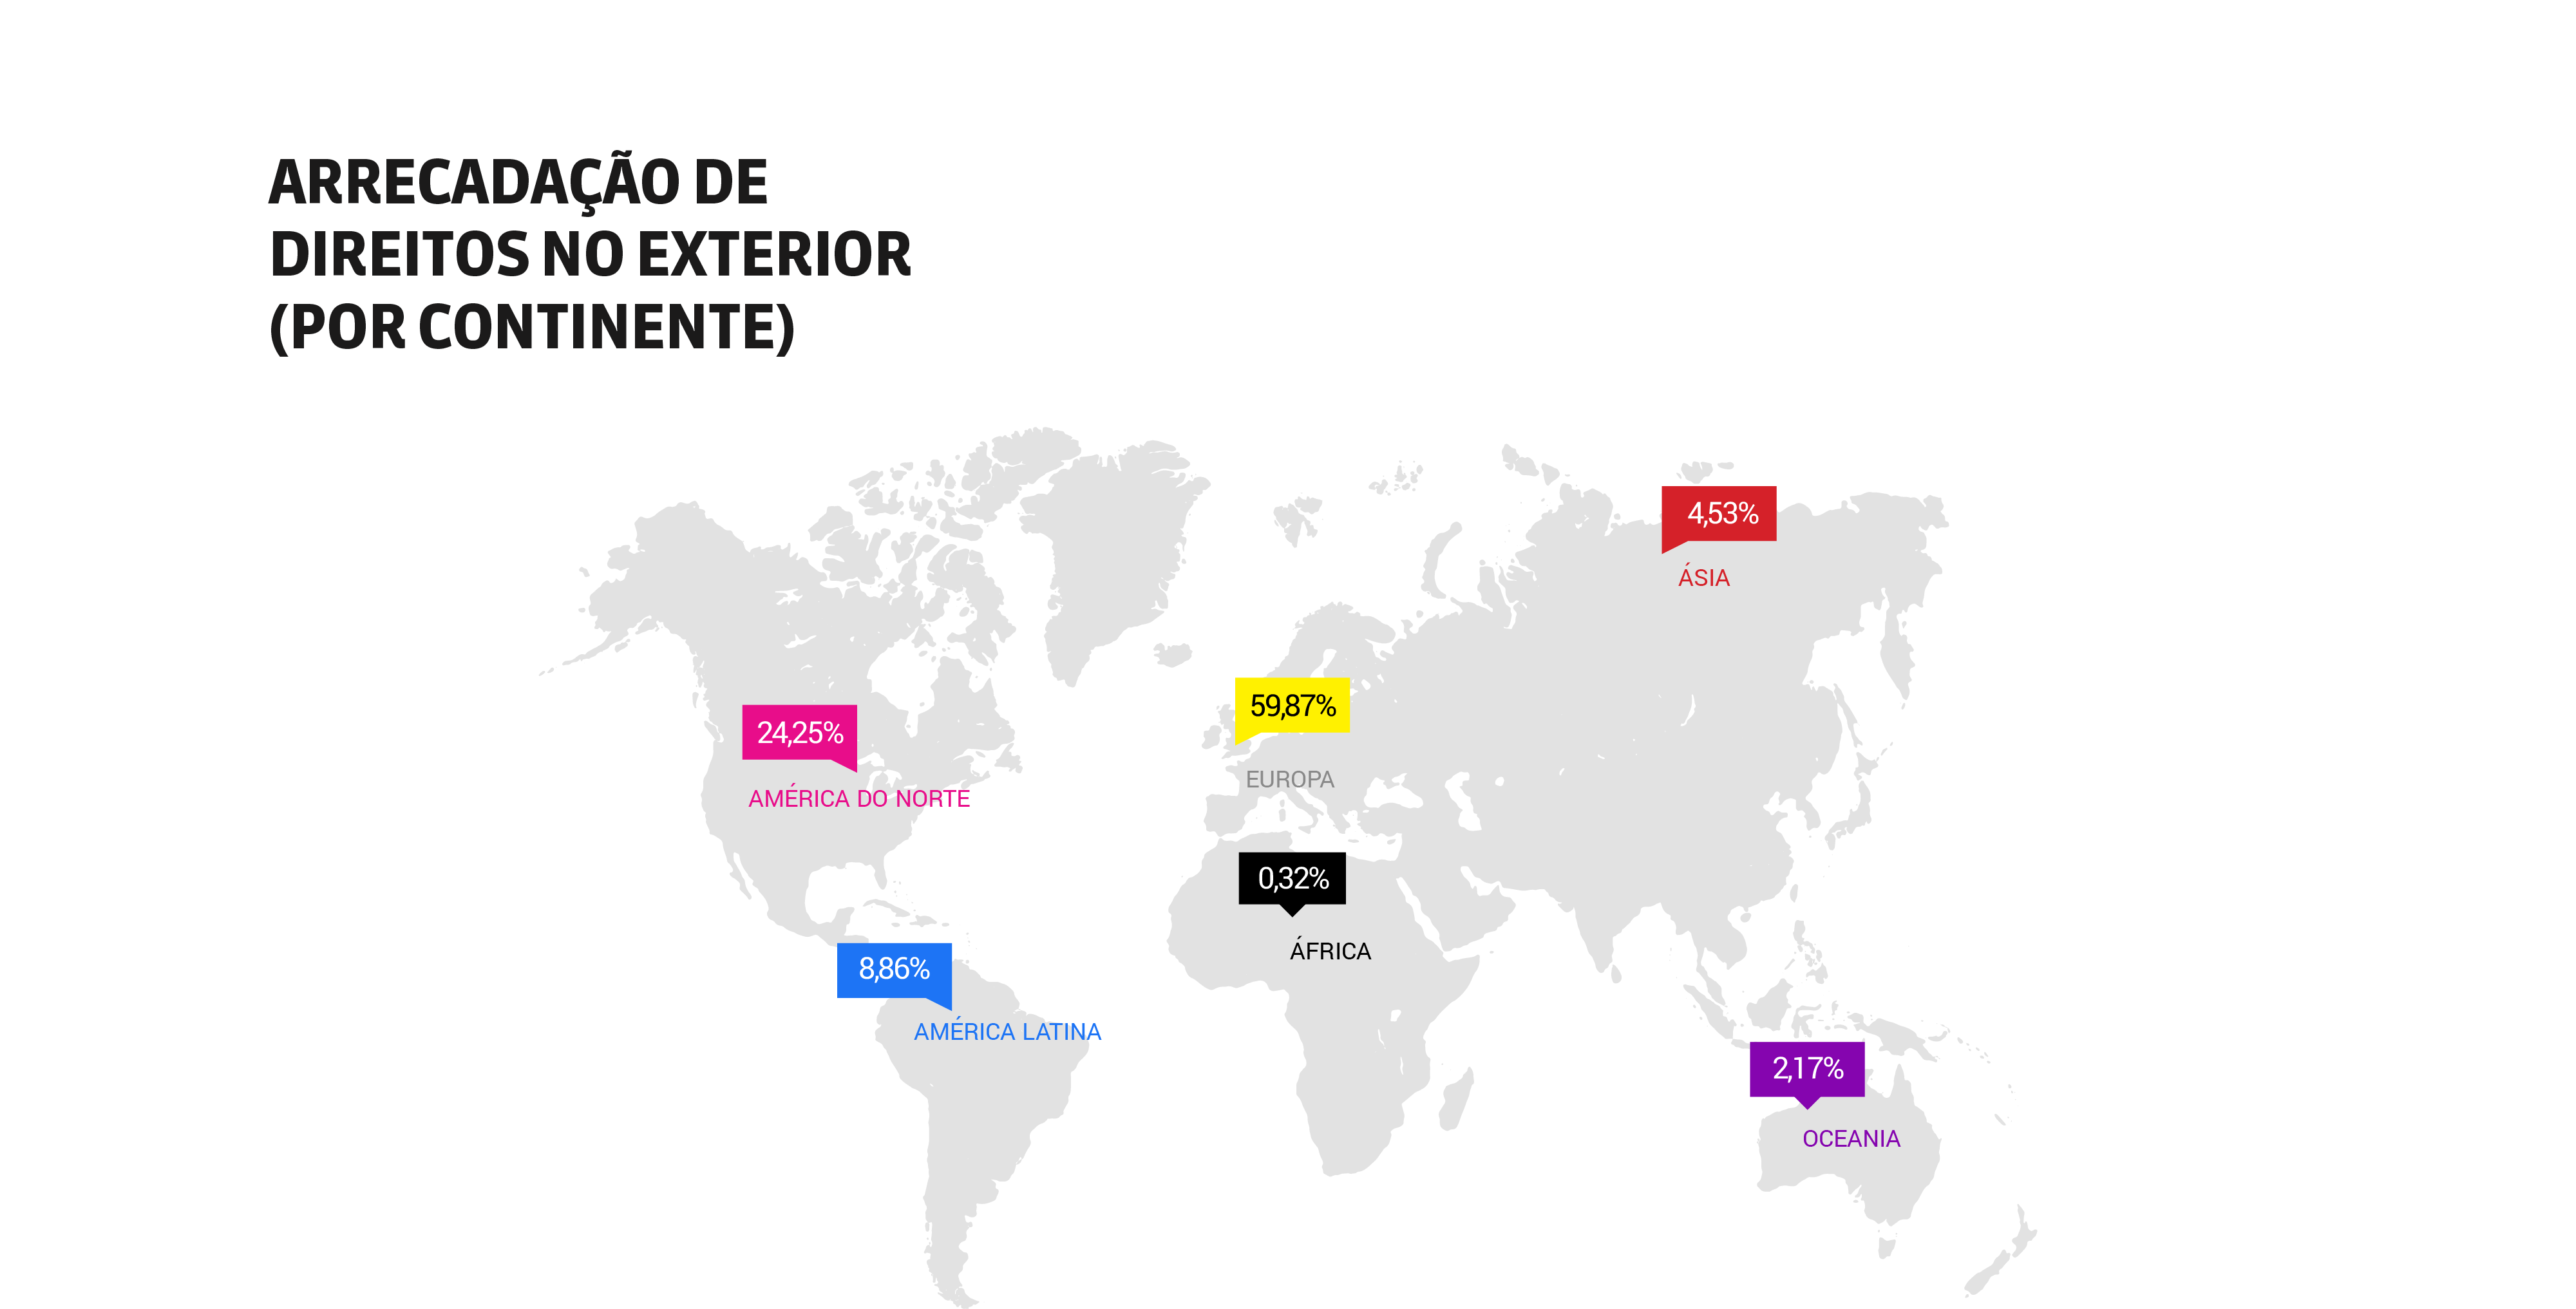 ARRECADAÇÃO DE
DIREITOS NO EXTERIOR
(POR CONTINENTE)
4,53%
ÁSIA
59,87%
EUROPA
24,25%
AMÉRICA DO NORTE
0,32%
ÁFRICA
8,86%
AMÉRICA LATINA
2,17%
OCEANIA